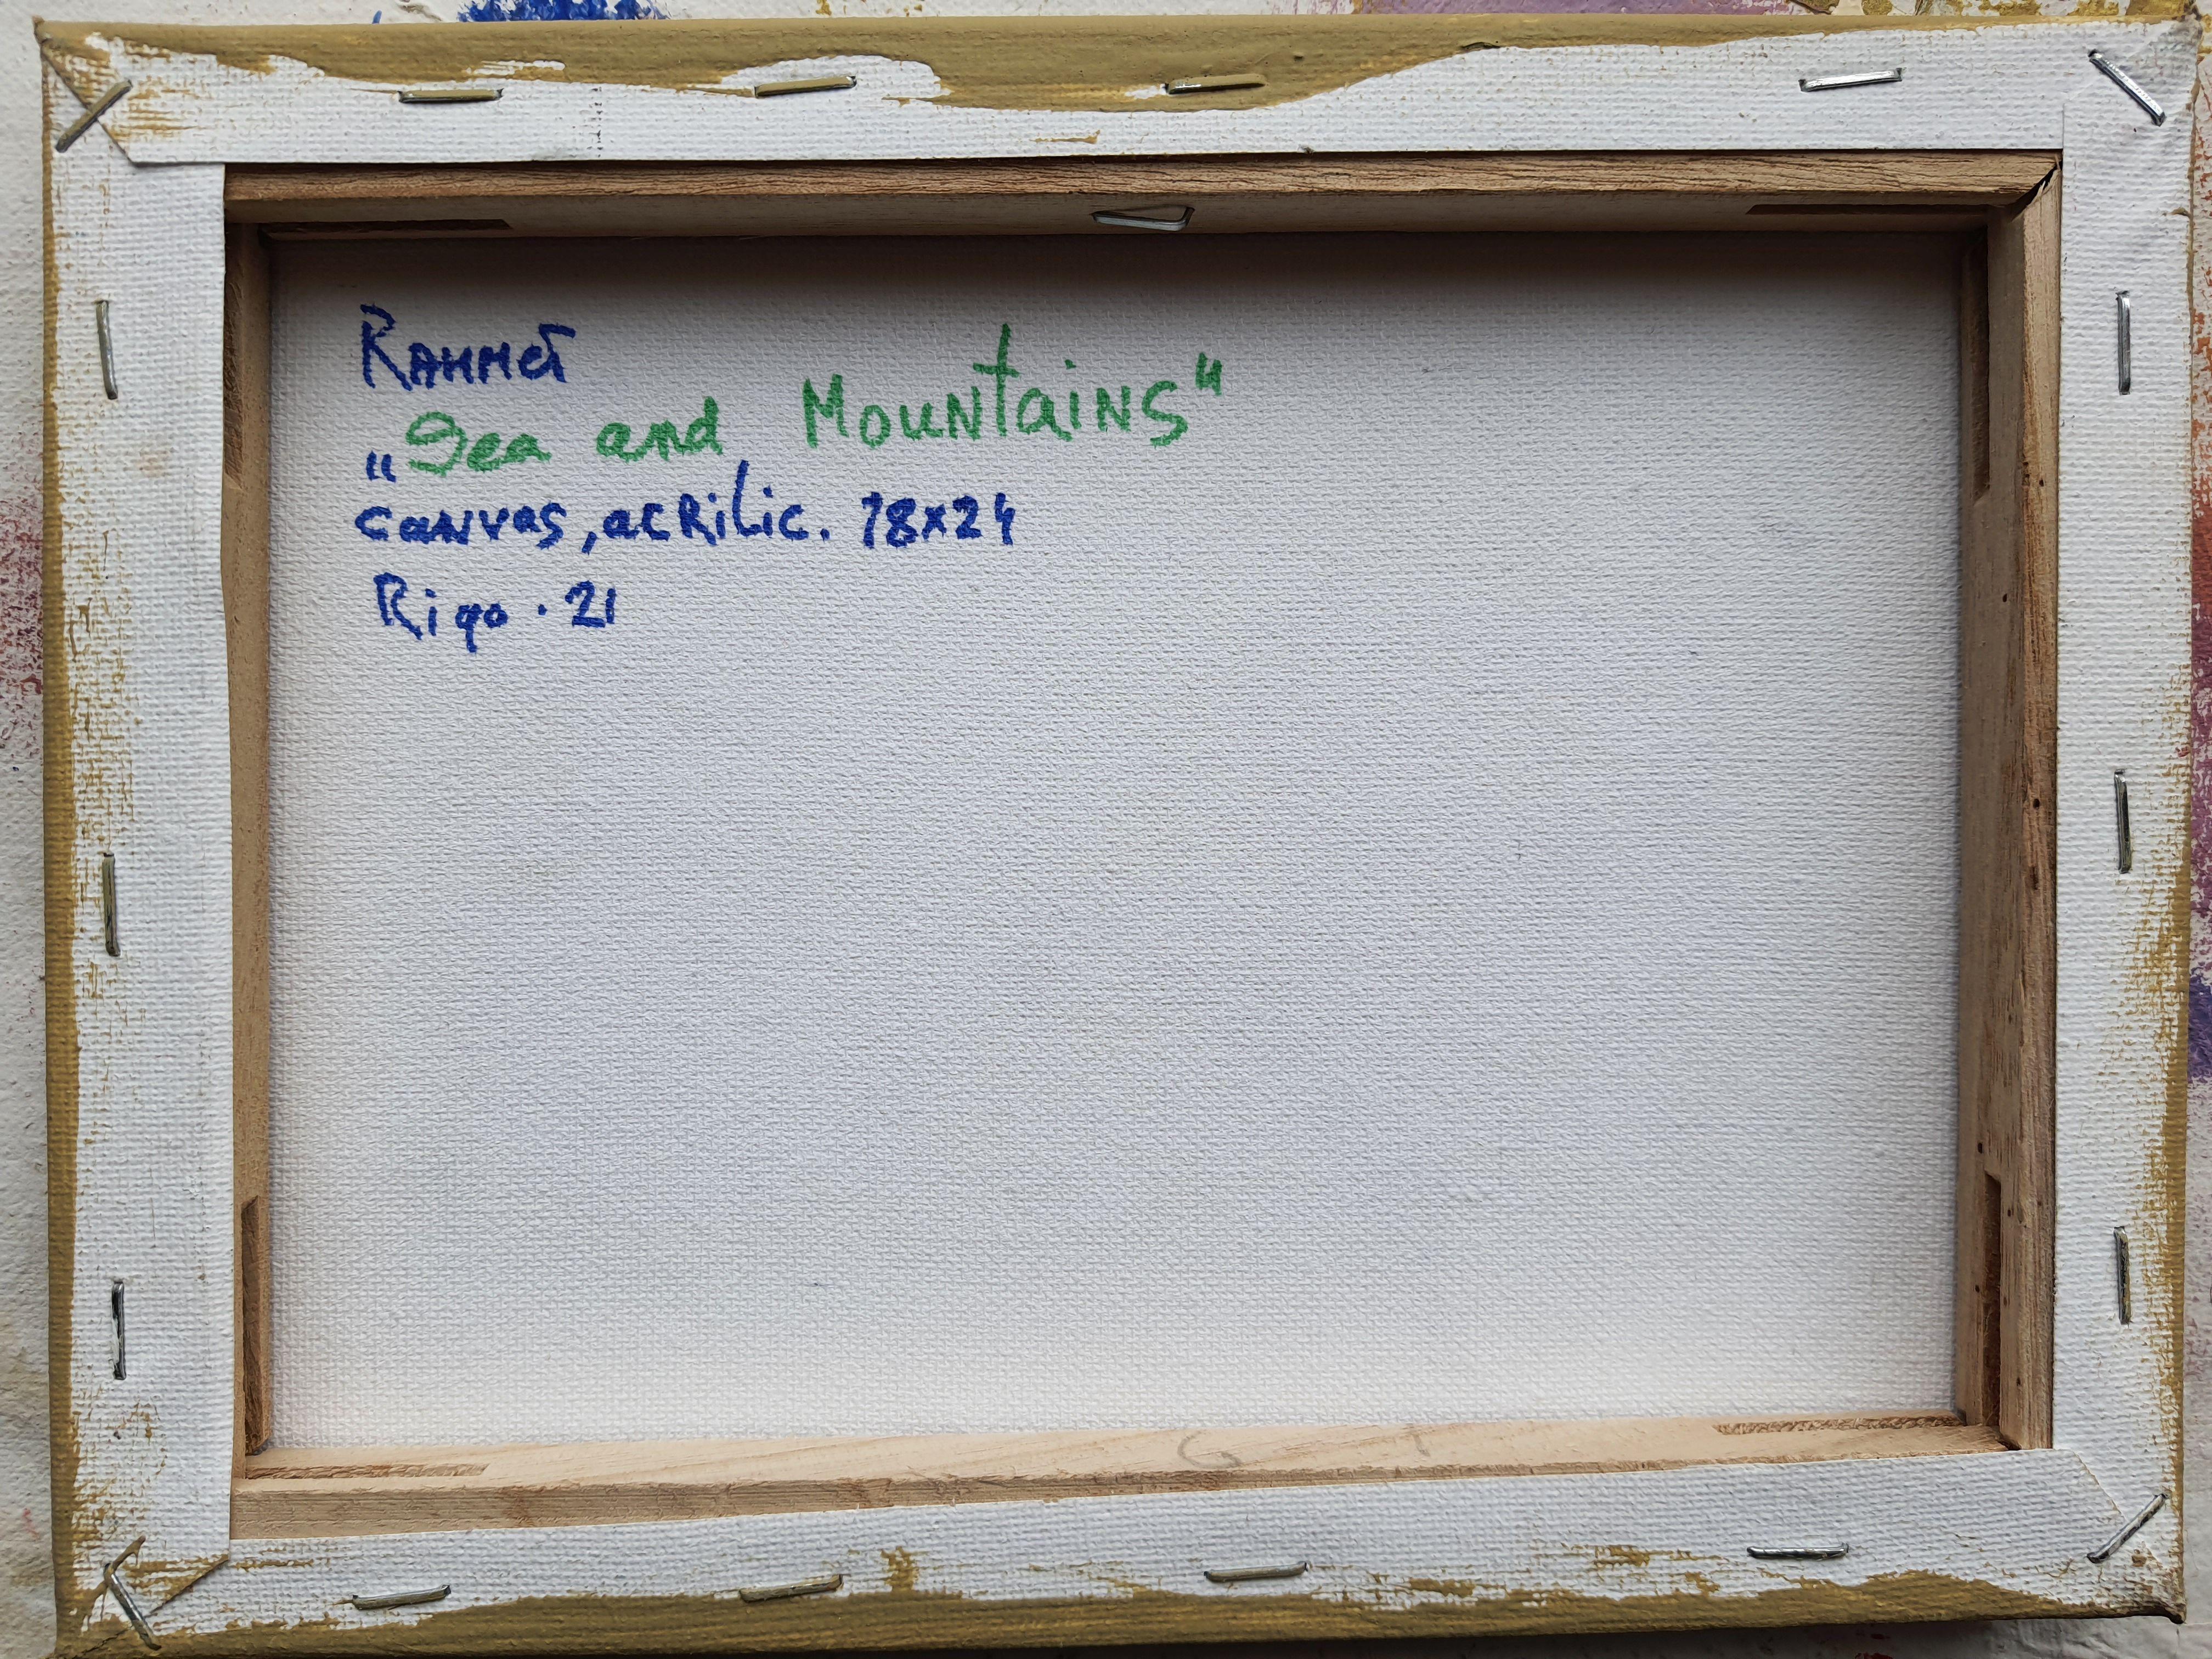 Rahmet
„Sea and Mountains“
canvas, acrilic. 18x24
Riga · 21